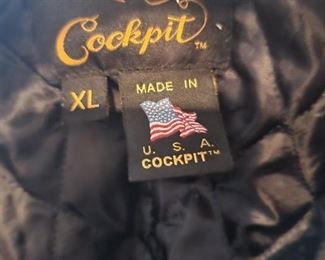 Cockpit™
XL
MADE IN
U. S. A.
COCKPIT™